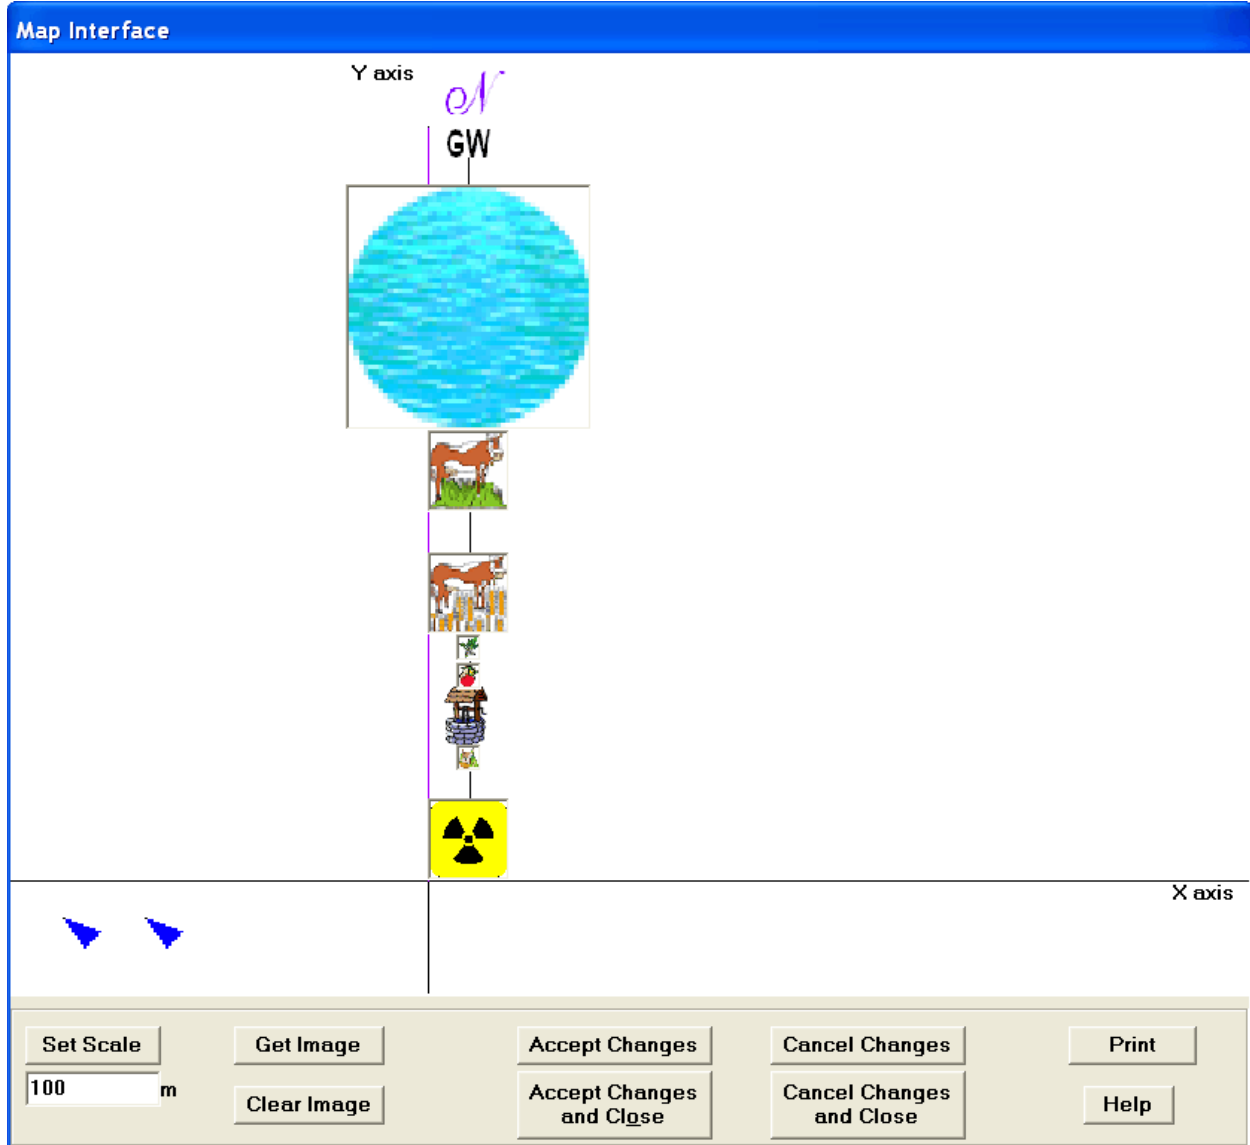 Map Interface
Y axis
N
GW
X axis
Set Scale
Get Image
Accept Changes
Cancel Changes
Print
100 m
Clear Image
Accept Changes
and Close
Cancel Changes
and Close
Help